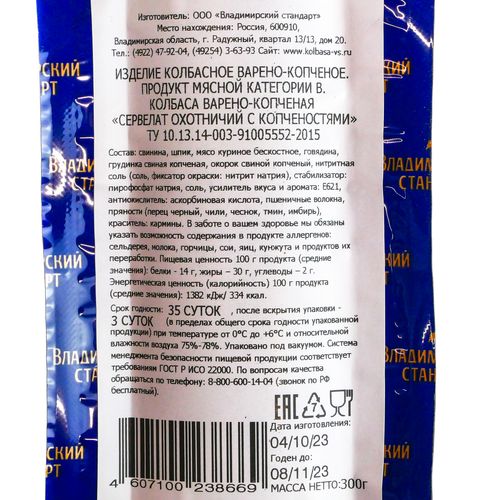 Изготовитель: ООО «Владимирский стандарт»
Место нахождения: Россия, 600910,
Владимирская область, г. Радужный, квартал 13/13, дом 20.
Тел: (4922) 47-92-04, (49254) 3-63-93 Сайт: www.kolbasa-vs.ru
ИЗДЕЛИЕ КОЛБАСНОЕ ВАРЕНО-КОПЧЕНОЕ.
ПРОДУКТ МЯСНОЙ КАТЕГОРИИ В.
КОЛБАСА ВАРЕНО-КОПЧЕНАЯ
«СЕРВЕЛАТ ОХОТНИЧИЙ С КОПЧЕНОСТЯМИ»
ТУ 10.13.14-003-91005552-2015
Состав: свинина, шпик, мясо куриное бескостное, говядина,
грудинка свиная копченая, окорок свиной копченый, нитритная
соль (соль, фиксатор окраски: нитрит натрия), стабилизатор:
пирофосфат натрия, соль, усилитель вкуса и аромата: Е621,
антиокислитель: аскорбиновая кислота, пшеничные волокна,
пряности (перец черный, чили, чеснок, тмин, имбирь),
краситель: кармины. В заботе о вашем здоровье мы обязаны
указать возможность содержания в продукте аллергенов:
сельдерея, молока, горчицы, сои, яиц, кунжута и продуктов их
переработки. Пищевая ценность 100 г продукта (средние
значения): белки - 14 г, жиры – 30 г, углеводы – 2 г.
Энергетическая ценность (калорийность) 100 г продукта
(средние значения): 1382 кДж/ 334 ккал.
Срок годности: 35 СУТОК, после вскрытия упаковки -
3 СУТОК (в пределах общего срока годности упакованной
продукции) при температуре от 0°С до +6°С и относительной
влажности воздуха 75%-78%. Упаковано под вакуумом. Система
менеджмента безопасности пищевой продукции соответствует
требованиям ГОСТ Р ИСО 22000. По вопросам качества
обращаться по телефону: 8-800-600-14-04 (звонок по РФ
бесплатный).
ЕАС
Дата изготовления:
04/10/23
Годен до:
08/11/23
Масса нетто: 300г
4 607100 238669
ВЛАДИМИРСКИЙ
СТАН
ВЛАДИМИ
СТАНД